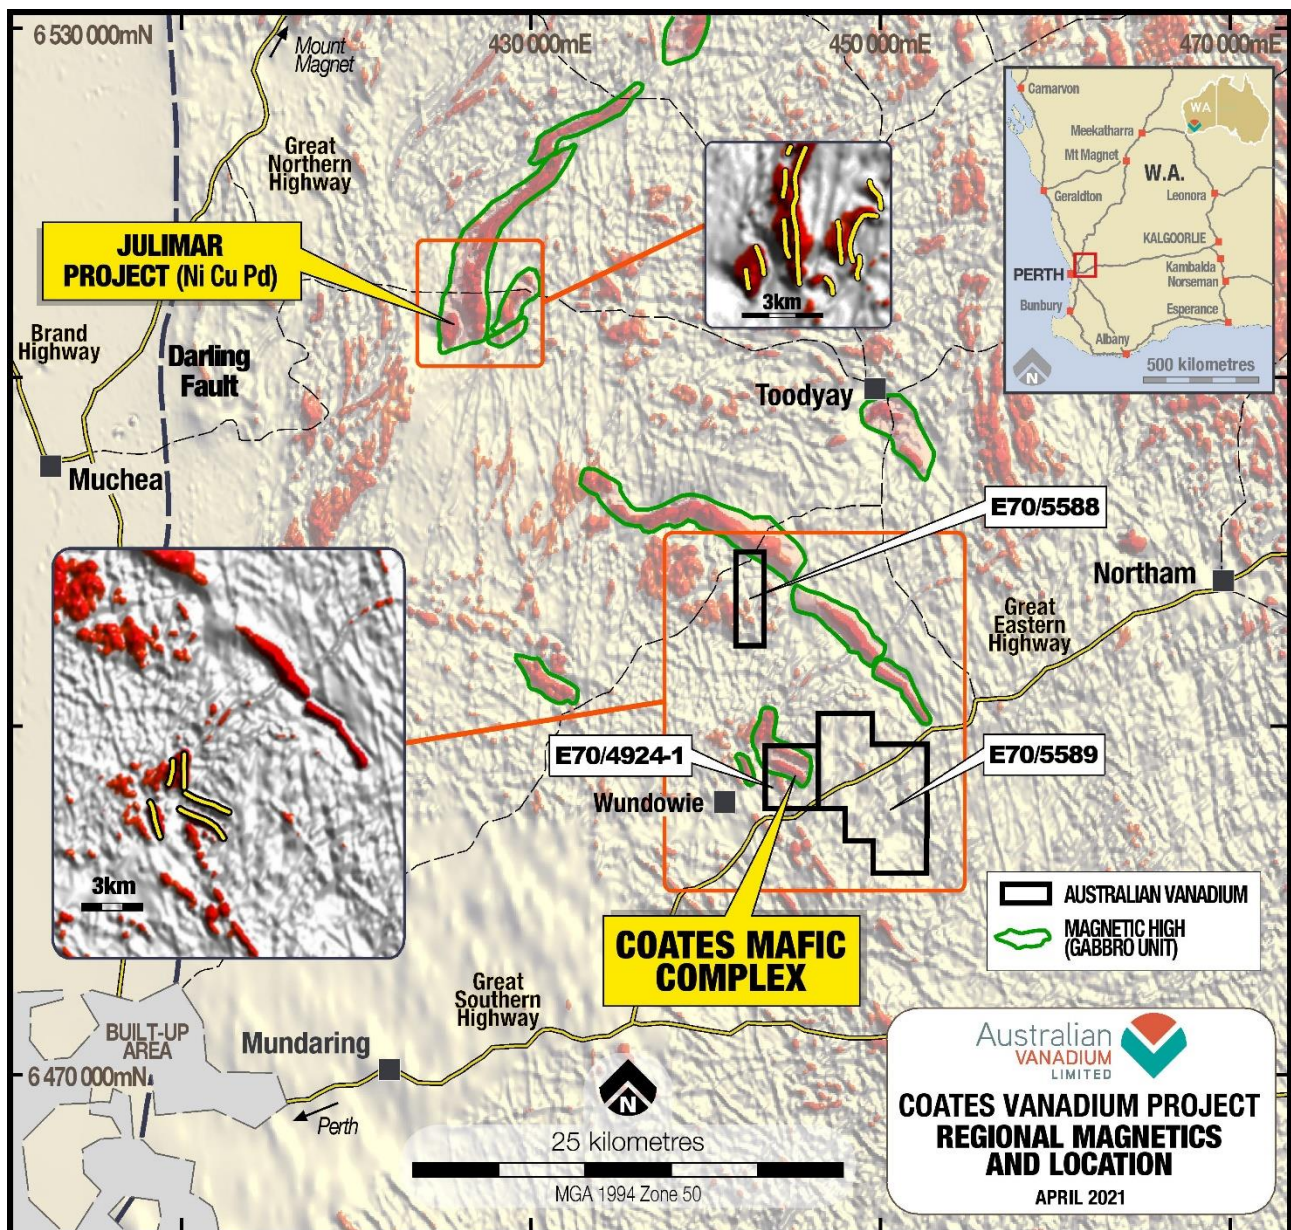 6 530 000mN
430 000mE
450 000mE
470 000mE
Mount
Magnet
Great
Northern
Highway
JULIMAR
PROJECT (Ni Cu Pd)
Brand
Highway
Darling
Fault
Muchea
3km
Toodyay
Carnarvon
WA
Meekatharra
Mt Magnet
W.A.
Geraldton
Leonora
KALGOORLIE
PERTH
Kambalda
Norseman
Bunbury
Esperance
Albany
N
500 kilometres
E70/5588
Northam
Great
Eastern
Highway
E70/4924-1
E70/5589
Wundowie
3km
COATES MAFIC
COMPLEX
AUSTRALIAN VANADIUM
MAGNETIC HIGH
(GABBRO UNIT)
Great
Southern
Highway
BUILT-UP
AREA
Mundaring
6 470 000mN
Perth
N
25 kilometres
MGA 1994 Zone 50
Australian
VANADIUM
LIMITED
COATES VANADIUM PROJECT
REGIONAL MAGNETICS
AND LOCATION
APRIL 2021